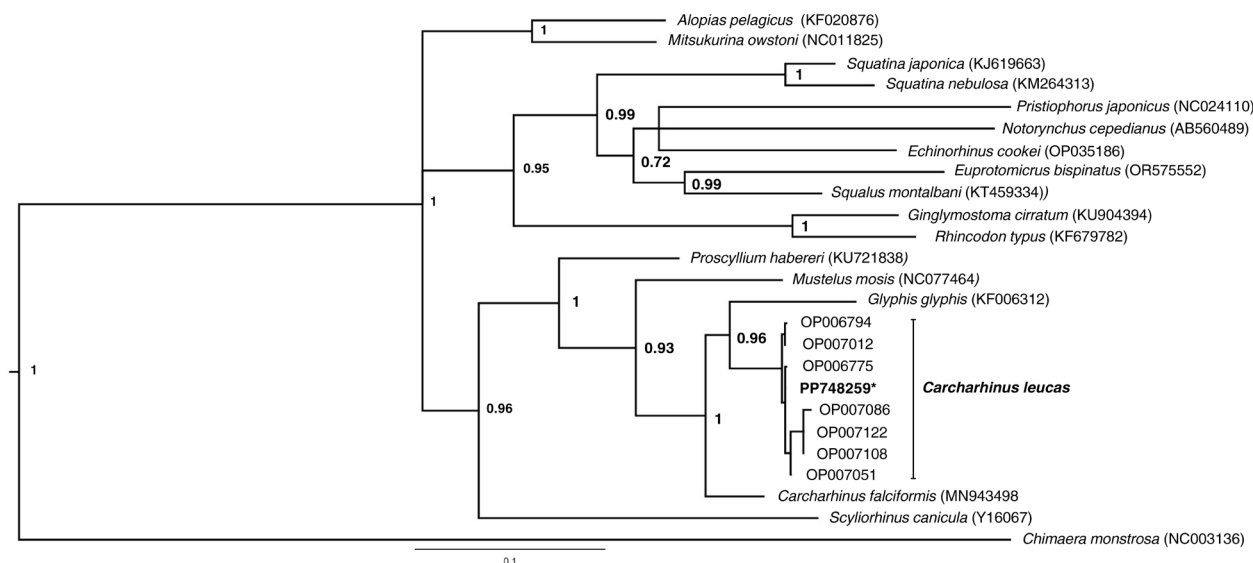 Alopias pelagicus (KF020876)
1
Mitsukurina owstoni (NC011825)
Squatina japonica (KJ619663)
1
Squatina nebulosa (KM264313)
Pristiophorus japonicus (NC024110)
0.99
Notorynchus cepedianus (AB560489)
Echinorhinus cookei (OP035186)
0.72
0.95
Euprotomicrus bispinatus (OR575552)
0.99
Squalus montalbani (KT459334))
1
Ginglymostoma cirratum (KU904394)
1
Rhincodon typus (KF679782)
Proscyllium habereri (KU721838)
Mustelus mosis (NC077464)
1
Glyphis glyphis (KF006312)
OP006794
0.96
OP007012
0.93
OP006775
1
PP748259*
Carcharhinus leucas
0.96
OP007086
1
OP007122
OP007108
OP007051
Carcharhinus falciformis (MN943498
Scyliorhinus canicula (Y16067)
Chimaera monstrosa (NC003136)
0.1